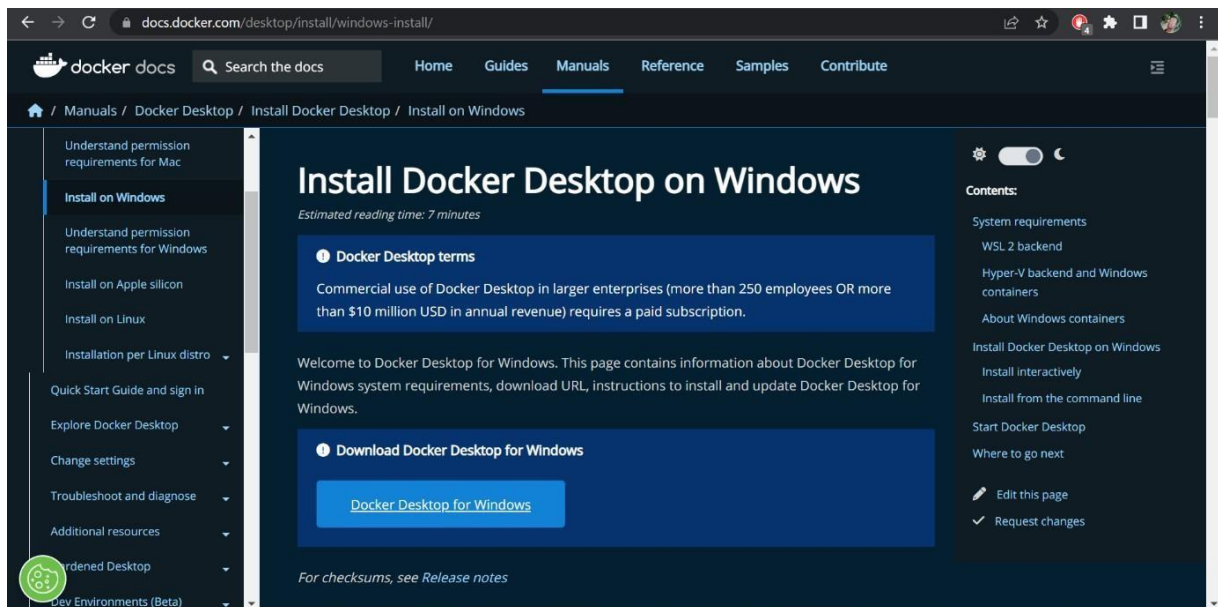 docs.docker.com/desktop/install/windows-install/
4
docker docs
Search the docs
Home
Guides
Manuals
Reference
Samples
Contribute
/ Manuals / Docker Desktop / Install Docker Desktop / Install on Windows
Understand permission
requirements for Mac
Install on Windows
Understand permission
requirements for Windows
Install on Apple silicon
Install on Linux
Installation per Linux distro
Quick Start Guide and sign in
Explore Docker Desktop
Change settings
Troubleshoot and diagnose
Additional resources
rdened Desktop
Dev Environments (Beta)
Install Docker Desktop on Windows
Estimated reading time: 7 minutes
Docker Desktop terms
Commercial use of Docker Desktop in larger enterprises (more than 250 employees OR more
than $10 million USD in annual revenue) requires a paid subscription.
Welcome to Docker Desktop for Windows. This page contains information about Docker Desktop for
Windows system requirements, download URL, instructions to install and update Docker Desktop for
Windows.
Download Docker Desktop for Windows
Docker Desktop for Windows
For checksums, see Release notes
Contents:
System requirements
WSL 2 backend
Hyper-V backend and Windows
containers
About Windows containers
Install Docker Desktop on Windows
Install interactively
Install from the command line
Start Docker Desktop
Where to go next
Edit this page
Request changes